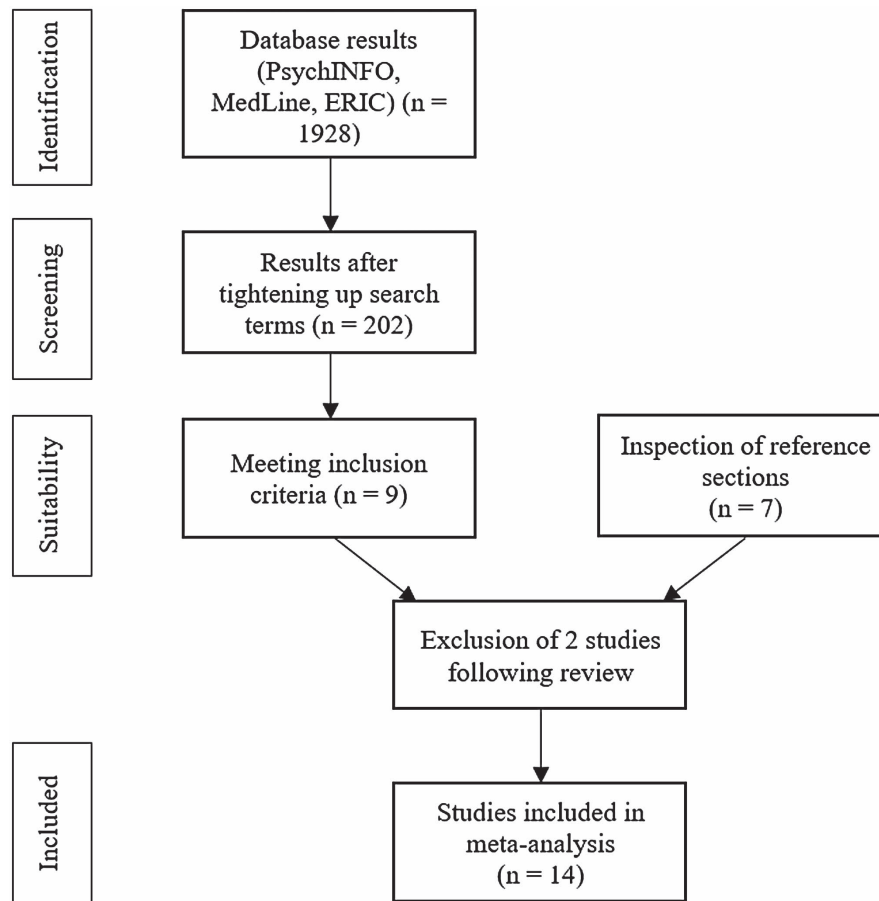 Identification
Database results
(PsychINFO,
MedLine, ERIC) (n =
1928)
Screening
Results after
tightening up search
terms (n = 202)
Suitability
Meeting inclusion
criteria (n = 9)
Inspection of reference
sections
(n = 7)
Exclusion of 2 studies
following review
Included
Studies included in
meta-analysis
(n = 14)